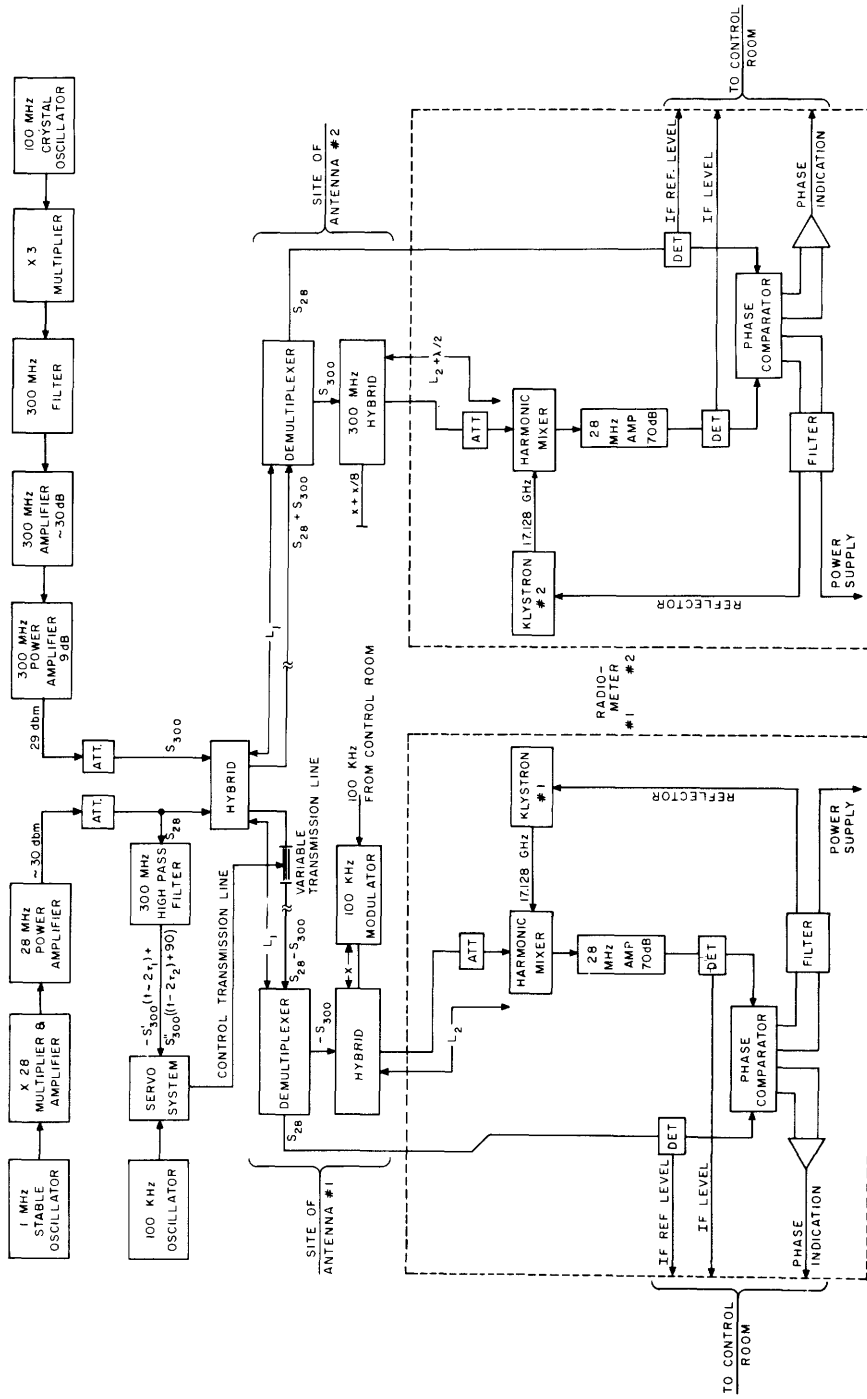 1 MHz
STABLE
OSCILLATOR
X 28
MULTIPLIER &
AMPLIFIER
28 MHz
POWER
AMPLIFIER
~30 dbm
ATT.
300 MHz
POWER
AMPLIFIER
9 dB
29 dbm
ATT.
300 MHz
AMPLIFIER
~30dB
300 MHz
FILTER
X 3
MULTIPLIER
100 MHz
CRYSTAL
OSCILLATOR
100 KHz
OSCILLATOR
SERVO
SYSTEM
-S'300(t-2τ1)+
S''300((t-2τ2)+90)
300 MHz
HIGH PASS
FILTER
S28
S300
HYBRID
CONTROL TRANSMISSION LINE
VARIABLE
TRANSMISSION LINE
L1
L1
SITE OF
ANTENNA #1
SITE OF
ANTENNA #2
S28 - S300
S28 + S300
DEMULTIPLEXER
S28
-S300
HYBRID
x
100 KHz
MODULATOR
100 KHz
FROM CONTROL ROOM
L2
DEMULTIPLEXER
S28
S300
300 MHz
HYBRID
x + x/8
L2 + λ/2
RADIO-
METER
#1 #2
ATT
HARMONIC
MIXER
17.128 GHz
KLYSTRON
#1
28
MHz
AMP
70dB
DET
DET
PHASE
COMPARATOR
FILTER
REFLECTOR
POWER
SUPPLY
IF REF LEVEL
IF LEVEL
PHASE
INDICATION
TO CONTROL
ROOM
KLYSTRON
#2
17.128 GHz
ATT
HARMONIC
MIXER
28
MHz
AMP
70dB
DET
DET
PHASE
COMPARATOR
FILTER
REFLECTOR
POWER
SUPPLY
IF REF. LEVEL
IF LEVEL
PHASE
INDICATION
TO CONTROL
ROOM